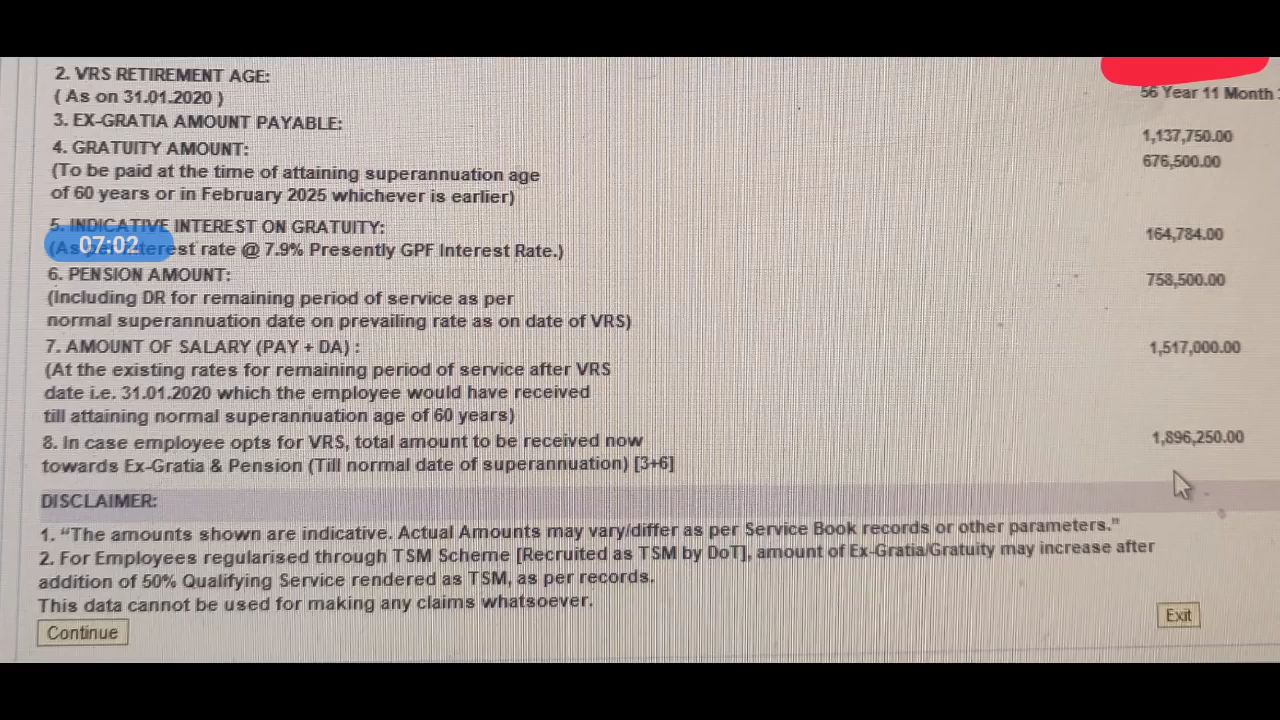 2. VRS RETIREMENT AGE:
( As on 31.01.2020 )
56 Year 11 Month
3. EX-GRATIA AMOUNT PAYABLE:
1,137,750.00
4. GRATUITY AMOUNT:
676,500.00
(To be paid at the time of attaining superannuation age
of 60 years or in February 2025 whichever is earlier)
5. INDICATIVE INTEREST ON GRATUITY:
164,784.00
07:02
(As per interest rate @ 7.9% Presently GPF Interest Rate.)
6. PENSION AMOUNT:
758,500.00
(Including DR for remaining period of service as per
normal superannuation date on prevailing rate as on date of VRS)
7. AMOUNT OF SALARY (PAY + DA) :
1,517,000.00
(At the existing rates for remaining period of service after VRS
date i.e. 31.01.2020 which the employee would have received
till attaining normal superannuation age of 60 years)
8. In case employee opts for VRS, total amount to be received now
1,896,250.00
towards Ex-Gratia & Pension (Till normal date of superannuation) [3+6]
DISCLAIMER:
1. “The amounts shown are indicative. Actual Amounts may vary/differ as per Service Book records or other parameters.”
2. For Employees regularised through TSM Scheme [Recruited as TSM by DoT], amount of Ex-Gratia/Gratuity may increase after
addition of 50% Qualifying Service rendered as TSM, as per records.
This data cannot be used for making any claims whatsoever.
Continue
Exit